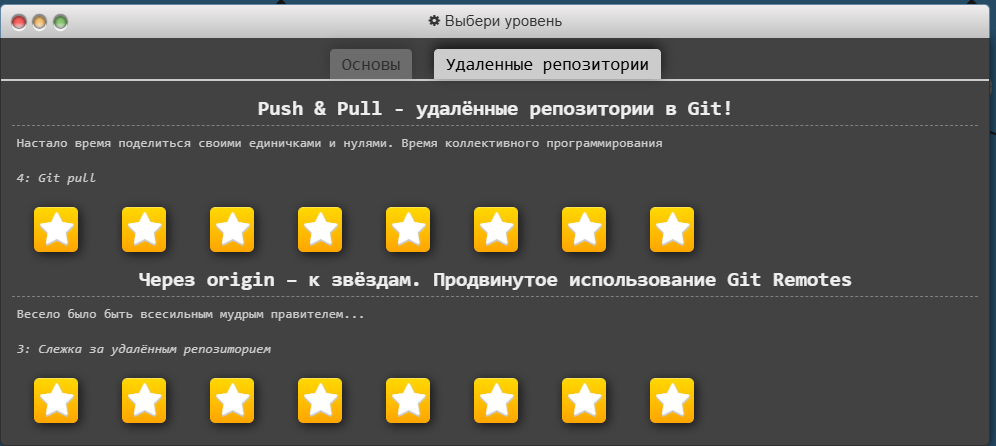 Выбери уровень
Основы
Удаленные репозитории
Push & Pull - удалённые репозитории в Git!
Настало время поделиться своими единичками и нулями. Время коллективного программирования
4: Git pull
Через origin – к звёздам. Продвинутое использование Git Remotes
Весело было быть всесильным мудрым правителем...
3: Слежка за удалённым репозиторием